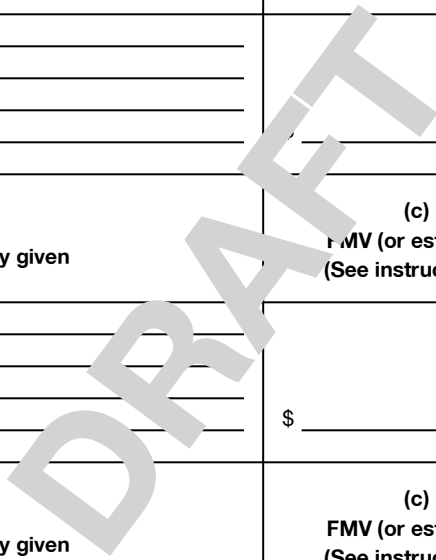 (c)
FMV (or est
y given
(See instruc
$
(c)
FMV (or est
y given
(See instruc
DRAFT